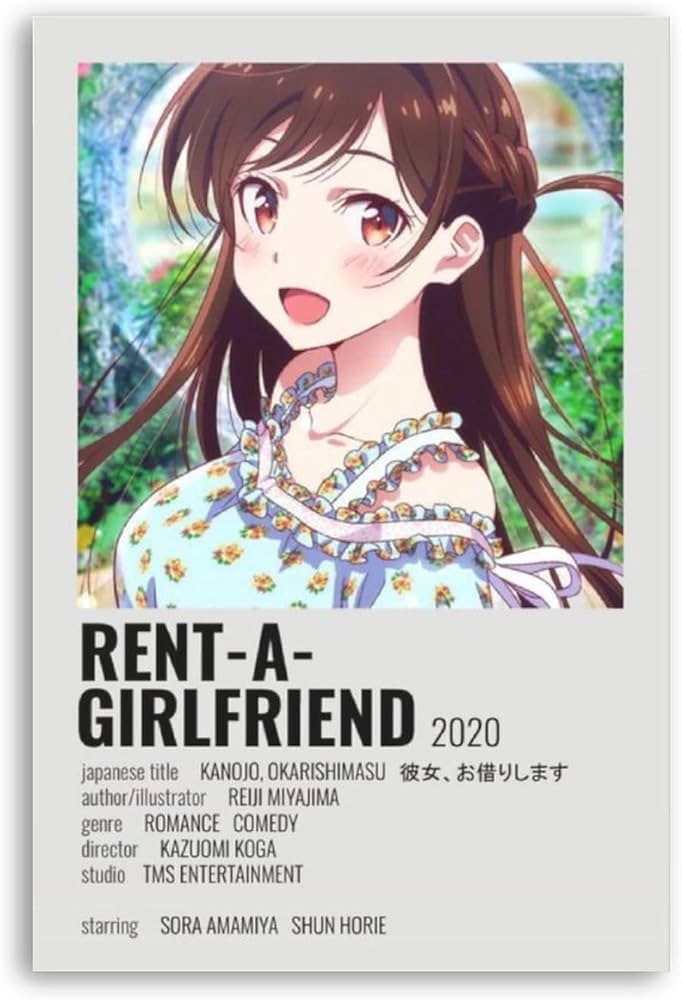 RENT-A-
GIRLFRIEND 2020
japanese title KANOJO, OKARISHIMASU 彼女、お借りします
author/illustrator REIJI MIYAJIMA
genre ROMANCE COMEDY
director KAZUOMI KOGA
studio TMS ENTERTAINMENT
starring SORA AMAMIYA SHUN HORIE